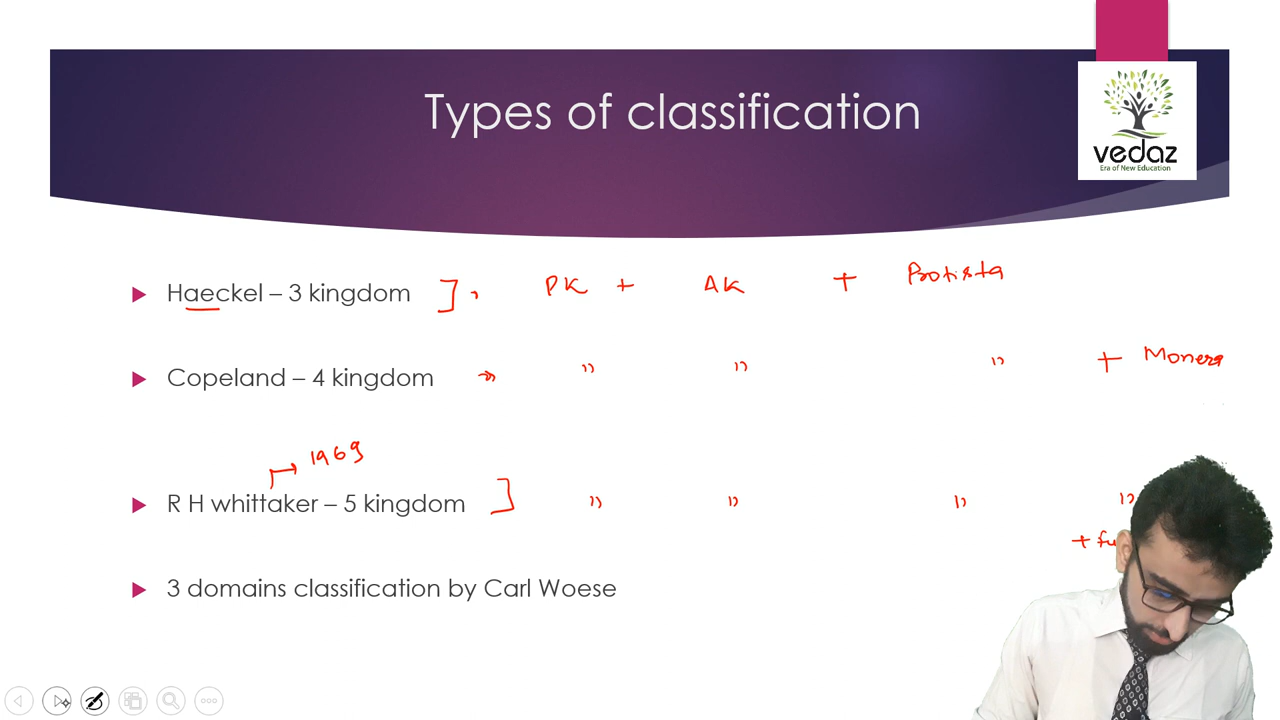 Types of classification
vedaz
Era of New Education
Haeckel – 3 kingdom ] PK + AK + Protista
Copeland – 4 kingdom → " " " + Monera
1969
R H whittaker – 5 kingdom ] " " " "
+ fu
3 domains classification by Carl Woese